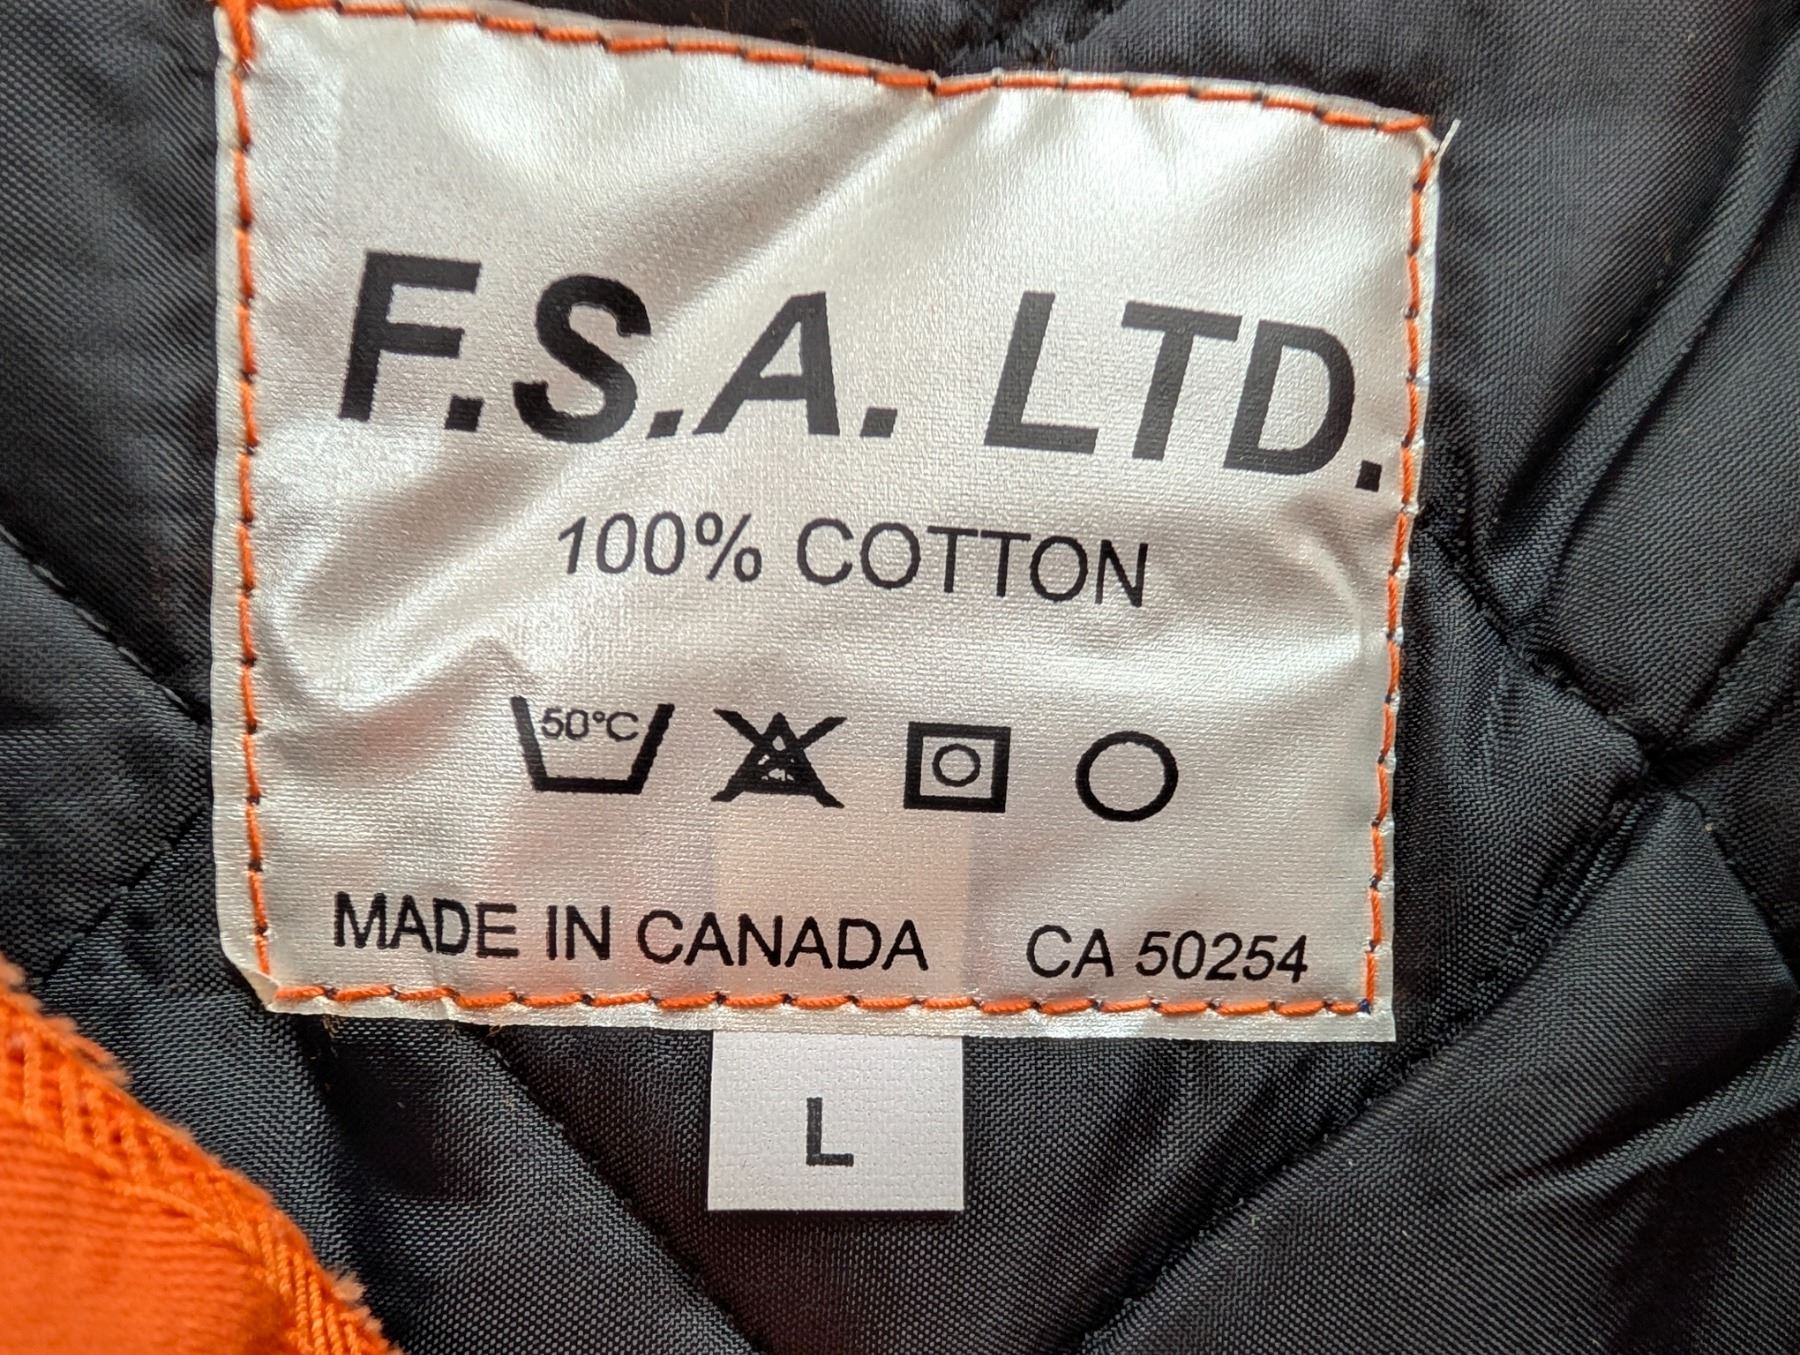 F.S.A. LTD.
100% COTTON
50°C
MADE IN CANADA CA 50254
L